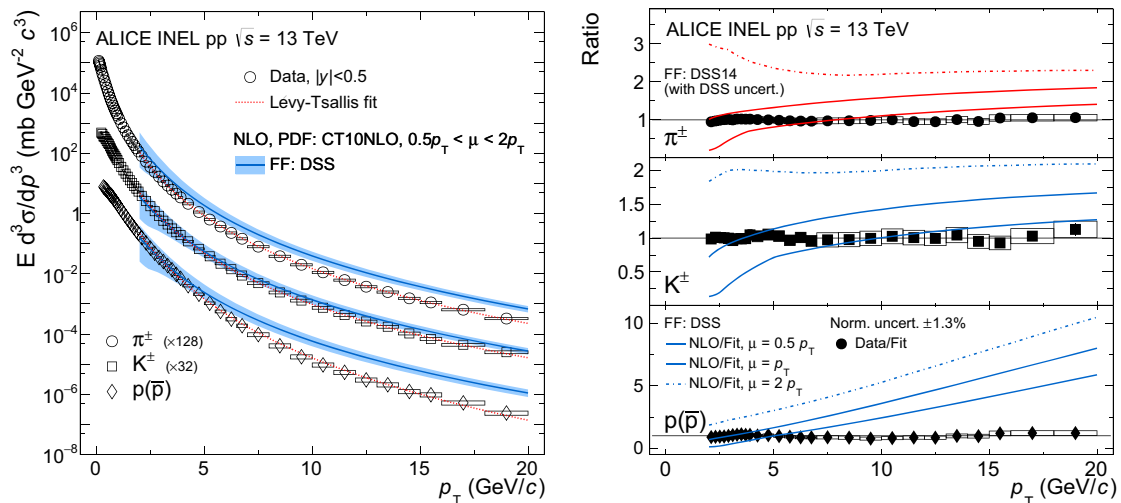 ALICE INEL pp √s = 13 TeV
Data, |y|<0.5
Lévy-Tsallis fit
NLO, PDF: CT10NLO, 0.5p_T < μ < 2p_T
FF: DSS
π± (×128)
K± (×32)
p(p̄)
E d³σ/dp³ (mb GeV⁻² c³)
10⁶
10⁴
10²
1
10⁻²
10⁻⁴
10⁻⁶
10⁻⁸
0 5 10 15 20
p_T (GeV/c)
Ratio
ALICE INEL pp √s = 13 TeV
FF: DSS14
(with DSS uncert.)
3
2
1
π±
2
1.5
1
0.5
K±
FF: DSS
Norm. uncert. ±1.3%
NLO/Fit, μ = 0.5 p_T
Data/Fit
NLO/Fit, μ = p_T
NLO/Fit, μ = 2 p_T
10
5
0
p(p̄)
0 5 10 15 20
p_T (GeV/c)